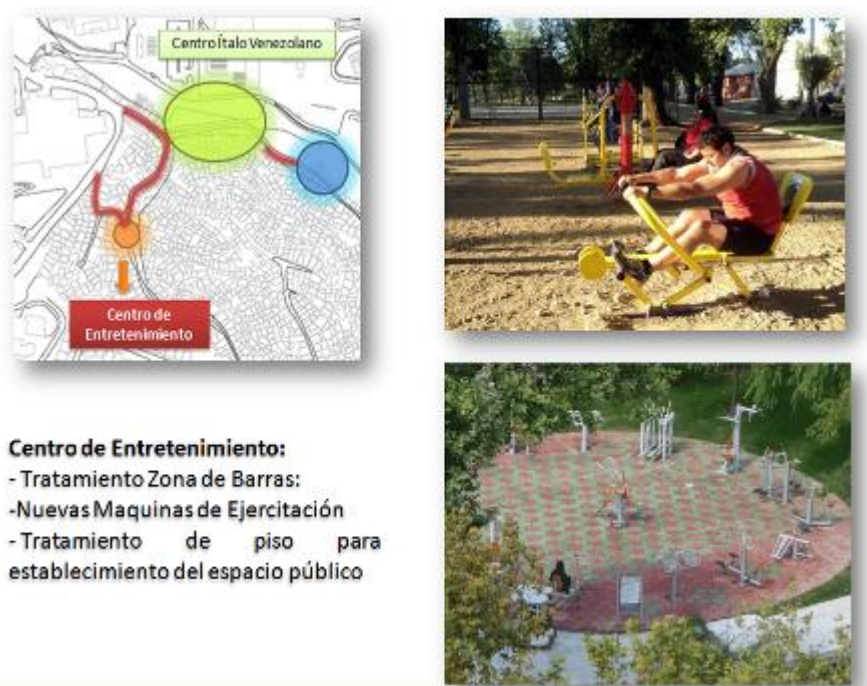 Centro Ítalo Venezolano
Centro de
Entretenimiento
Centro de Entretenimiento:
- Tratamiento Zona de Barras:
-Nuevas Maquinas de Ejercitación
- Tratamiento de piso para
establecimiento del espacio público